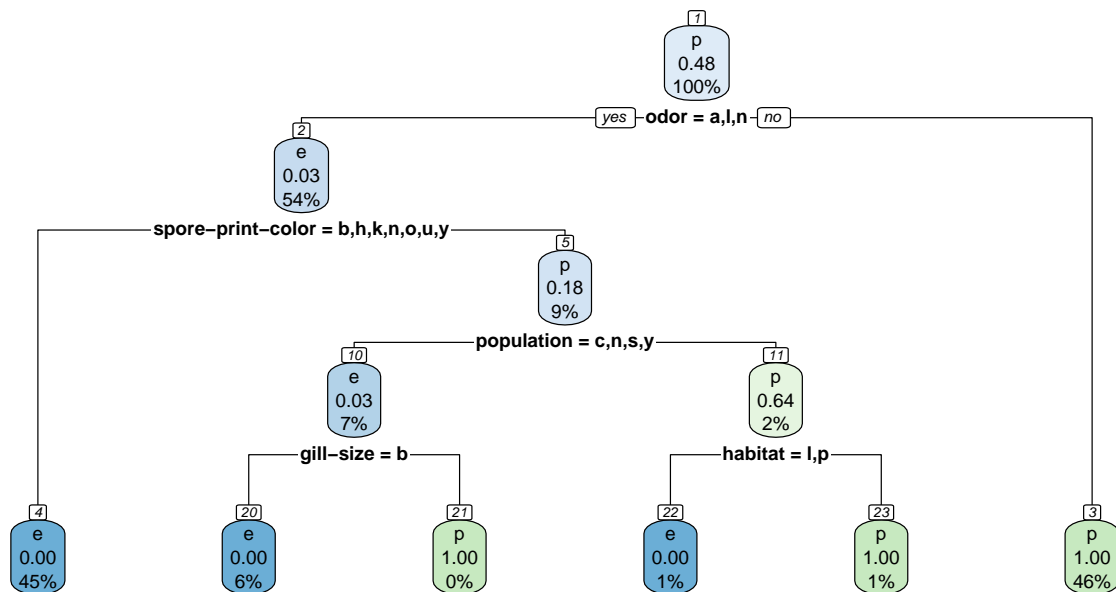 1
p
0.48
100%
yes odor = a,l,n no
2
e
0.03
54%
spore−print−color = b,h,k,n,o,u,y
5
p
0.18
9%
population = c,n,s,y
10
e
0.03
7%
11
p
0.64
2%
gill−size = b
habitat = l,p
4
e
0.00
45%
20
e
0.00
6%
21
p
1.00
0%
22
e
0.00
1%
23
p
1.00
1%
3
p
1.00
46%